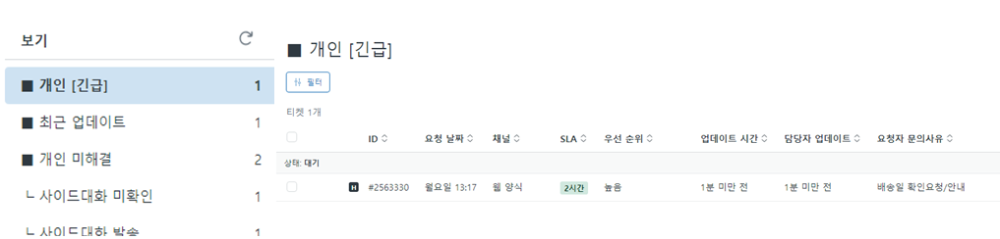 보기
■ 개인 [긴급] 1
■ 최근 업데이트 1
■ 개인 미해결 2
┗ 사이드대화 미확인 1
┗ 사이드대화 발송 1
■ 개인 [긴급]
필터
티켓 1개
ID 요청 날짜 채널 SLA 우선 순위 업데이트 시간 담당자 업데이트 요청자 문의사유
상태: 대기
H #2563330 월요일 13:17 웹 양식 2시간 높음 1분 미만 전 1분 미만 전 배송일 확인요청/안내